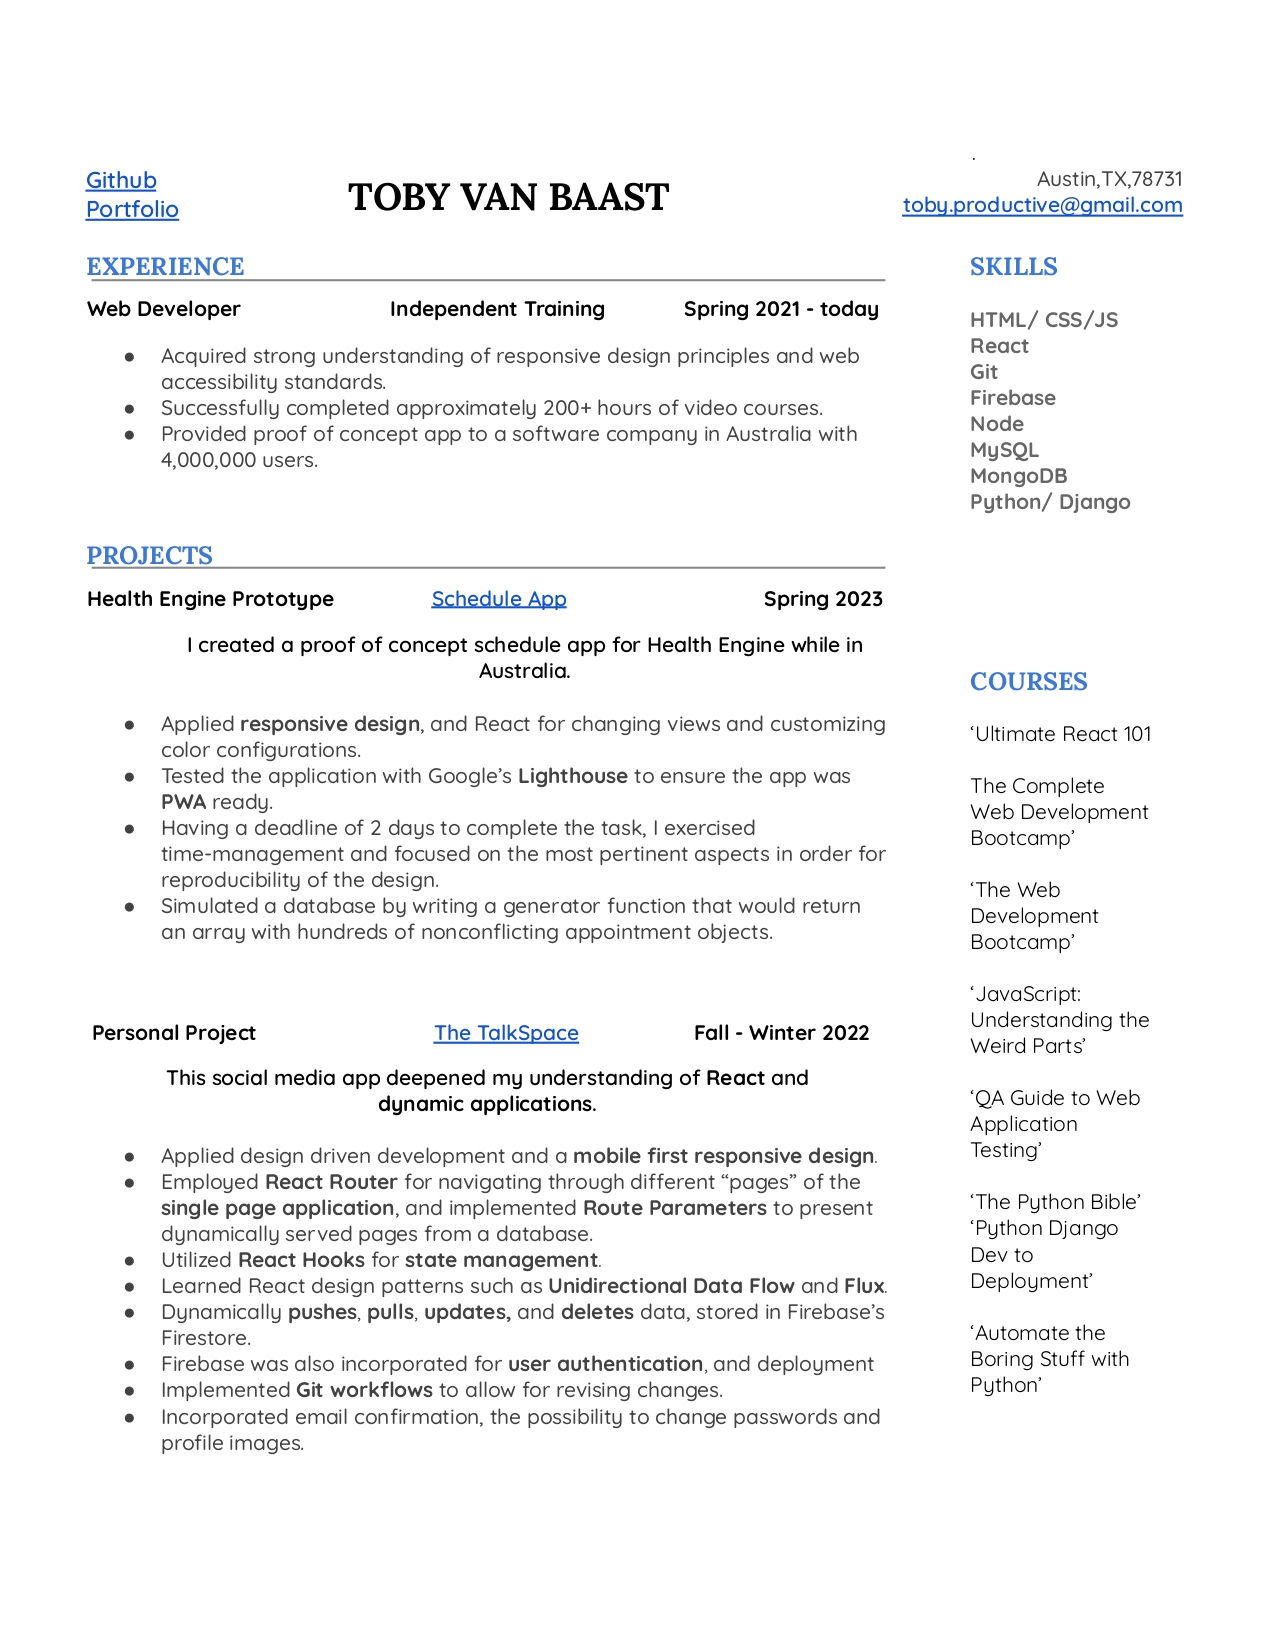 Github
Portfolio
TOBY VAN BAAST
.
Austin,TX,78731
toby.productive@gmail.com
EXPERIENCE
Web Developer Independent Training Spring 2021 - today
● Acquired strong understanding of responsive design principles and web
accessibility standards.
● Successfully completed approximately 200+ hours of video courses.
● Provided proof of concept app to a software company in Australia with
4,000,000 users.
PROJECTS
Health Engine Prototype Schedule App Spring 2023
I created a proof of concept schedule app for Health Engine while in
Australia.
● Applied responsive design, and React for changing views and customizing
color configurations.
● Tested the application with Google’s Lighthouse to ensure the app was
PWA ready.
● Having a deadline of 2 days to complete the task, I exercised
time-management and focused on the most pertinent aspects in order for
reproducibility of the design.
● Simulated a database by writing a generator function that would return
an array with hundreds of nonconflicting appointment objects.
Personal Project The TalkSpace Fall - Winter 2022
This social media app deepened my understanding of React and
dynamic applications.
● Applied design driven development and a mobile first responsive design.
● Employed React Router for navigating through different “pages” of the
single page application, and implemented Route Parameters to present
dynamically served pages from a database.
● Utilized React Hooks for state management.
● Learned React design patterns such as Unidirectional Data Flow and Flux.
● Dynamically pushes, pulls, updates, and deletes data, stored in Firebase’s
Firestore.
● Firebase was also incorporated for user authentication, and deployment
● Implemented Git workflows to allow for revising changes.
● Incorporated email confirmation, the possibility to change passwords and
profile images.
SKILLS
HTML/ CSS/JS
React
Git
Firebase
Node
MySQL
MongoDB
Python/ Django
COURSES
‘Ultimate React 101
The Complete
Web Development
Bootcamp’
‘The Web
Development
Bootcamp’
‘JavaScript:
Understanding the
Weird Parts’
‘QA Guide to Web
Application
Testing’
‘The Python Bible’
‘Python Django
Dev to
Deployment’
‘Automate the
Boring Stuff with
Python’